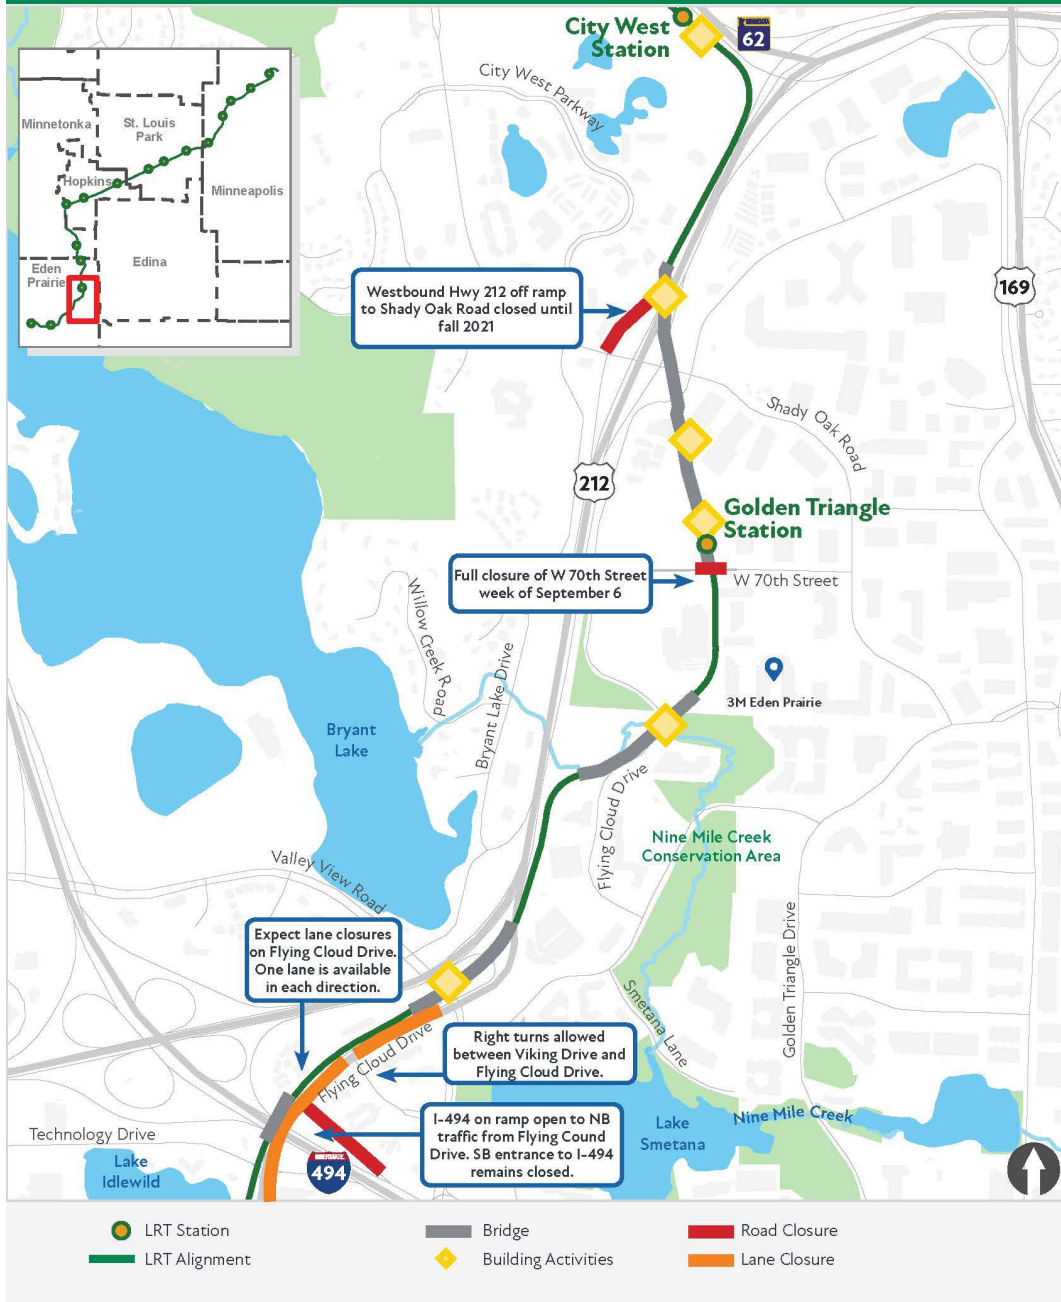 City West
Station
62
City West Parkway
Minnetonka
St. Louis
Park
Hopkins
Minneapolis
Eden
Prairie
Edina
169
Westbound Hwy 212 off ramp
to Shady Oak Road closed until
fall 2021
Shady Oak Road
212
Golden Triangle
Station
Full closure of W 70th Street
week of September 6
W 70th Street
Willow Creek Road
Bryant Lake Drive
3M Eden Prairie
Bryant
Lake
Flying Cloud Drive
Nine Mile Creek
Conservation Area
Valley View Road
Golden Triangle Drive
Expect lane closures
on Flying Cloud Drive.
One lane is available
in each direction.
Smetana Lane
Flying Cloud Drive
Right turns allowed
between Viking Drive and
Flying Cloud Drive.
I-494 on ramp open to NB
traffic from Flying Cound
Drive. SB entrance to I-494
remains closed.
Nine Mile Creek
Lake
Smetana
Technology Drive
Lake
Idlewild
494
LRT Station
Bridge
Road Closure
LRT Alignment
Building Activities
Lane Closure